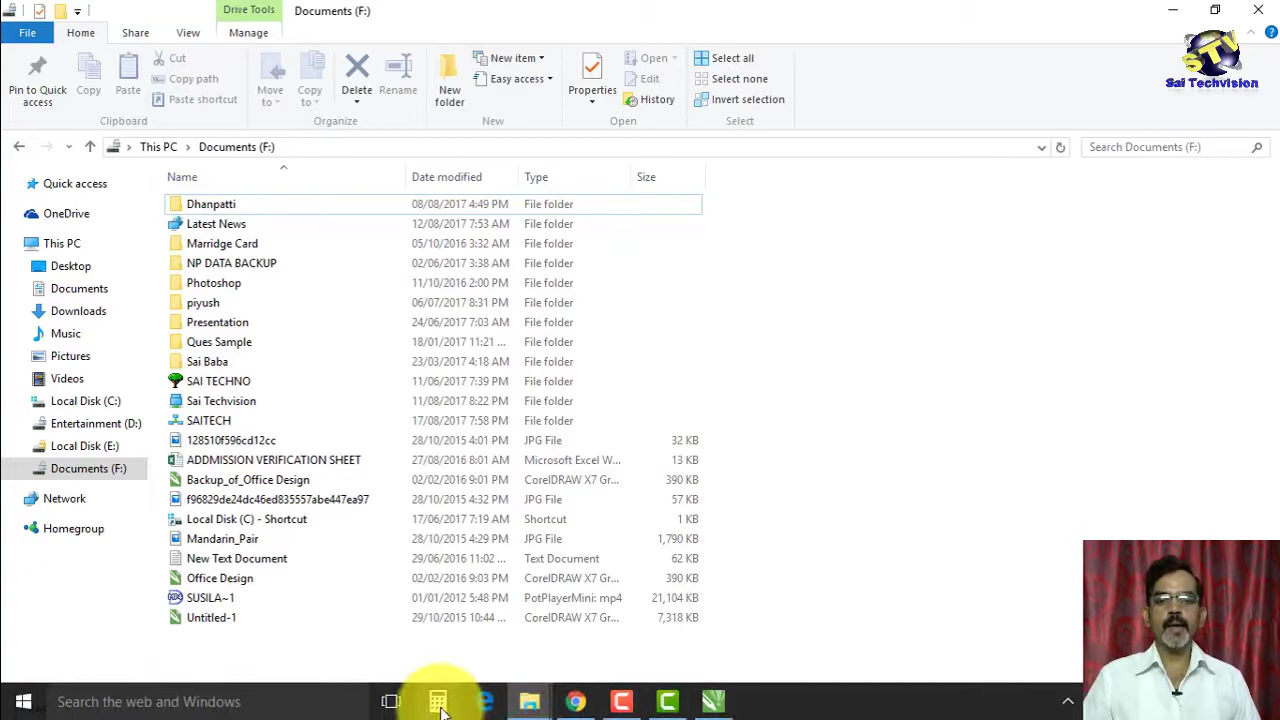 Drive Tools
Documents (F:)
File
Home
Share
View
Manage
STV
Sai Techvision
Pin to Quick access
Copy
Paste
Cut
Copy path
Paste shortcut
Clipboard
Move to
Copy to
Delete
Rename
Organize
New folder
New item
Easy access
New
Properties
Open
Edit
History
Open
Select all
Select none
Invert selection
Select
This PC > Documents (F:)
Search Documents (F:)
Name Date modified Type Size
Quick access
OneDrive
This PC
Desktop
Documents
Downloads
Music
Pictures
Videos
Local Disk (C:)
Entertainment (D:)
Local Disk (E:)
Documents (F:)
Network
Homegroup
Dhanpatti 08/08/2017 4:49 PM File folder
Latest News 12/08/2017 7:53 AM File folder
Marridge Card 05/10/2016 3:32 AM File folder
NP DATA BACKUP 02/06/2017 3:38 AM File folder
Photoshop 11/10/2016 2:00 PM File folder
piyush 06/07/2017 8:31 PM File folder
Presentation 24/06/2017 7:03 AM File folder
Ques Sample 18/01/2017 11:21 ... File folder
Sai Baba 23/03/2017 4:18 AM File folder
SAI TECHNO 11/06/2017 7:39 PM File folder
Sai Techvision 11/08/2017 8:22 PM File folder
SAITECH 17/08/2017 7:58 PM File folder
128510f596cd12cc 28/10/2015 4:01 PM JPG File 32 KB
ADDMISSION VERIFICATION SHEET 27/08/2016 8:01 AM Microsoft Excel W... 13 KB
Backup_of_Office Design 02/02/2016 9:01 PM CorelDRAW X7 Gr... 390 KB
f96829de24dc46ed835557abe447ea97 28/10/2015 4:32 PM JPG File 57 KB
Local Disk (C) - Shortcut 17/06/2017 7:19 AM Shortcut 1 KB
Mandarin_Pair 28/10/2015 4:29 PM JPG File 1,790 KB
New Text Document 29/06/2016 11:02 ... Text Document 62 KB
Office Design 02/02/2016 9:03 PM CorelDRAW X7 Gr... 390 KB
SUSILA~1 01/01/2012 5:48 PM PotPlayerMini: mp4 21,104 KB
Untitled-1 29/10/2015 10:44 ... CorelDRAW X7 Gr... 7,318 KB
Search the web and Windows